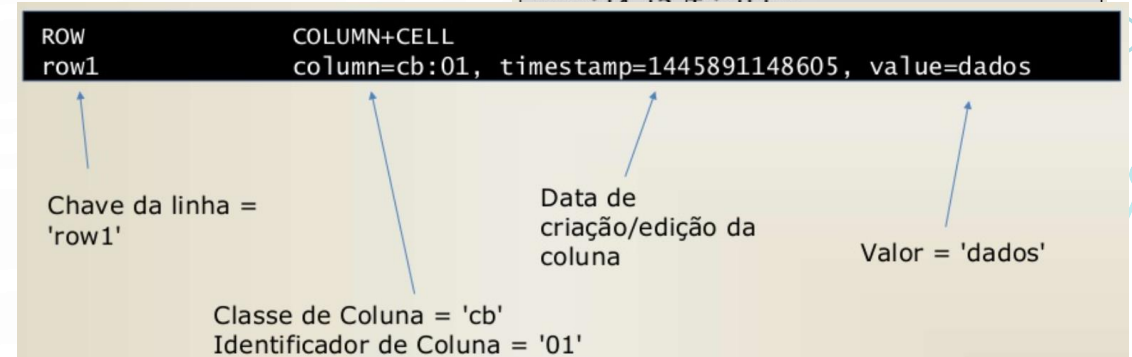 ROW COLUMN+CELL
row1 column=cb:01, timestamp=1445891148605, value=dados
Chave da linha =
'row1'
Classe de Coluna = 'cb'
Identificador de Coluna = '01'
Data de
criação/edição da
coluna
Valor = 'dados'